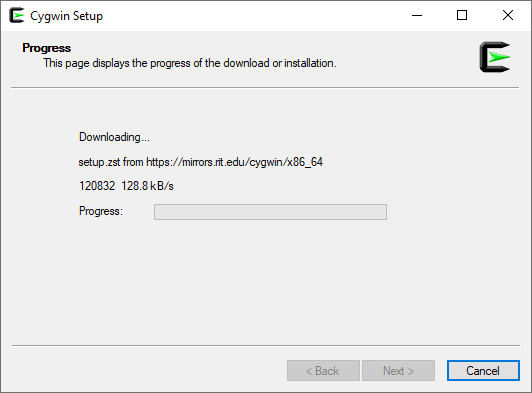 Cygwin Setup
Progress
This page displays the progress of the download or installation.
Downloading...
setup.zst from https://mirrors.rit.edu/cygwin/x86_64
120832 128.8 kB/s
Progress:
< Back Next > Cancel